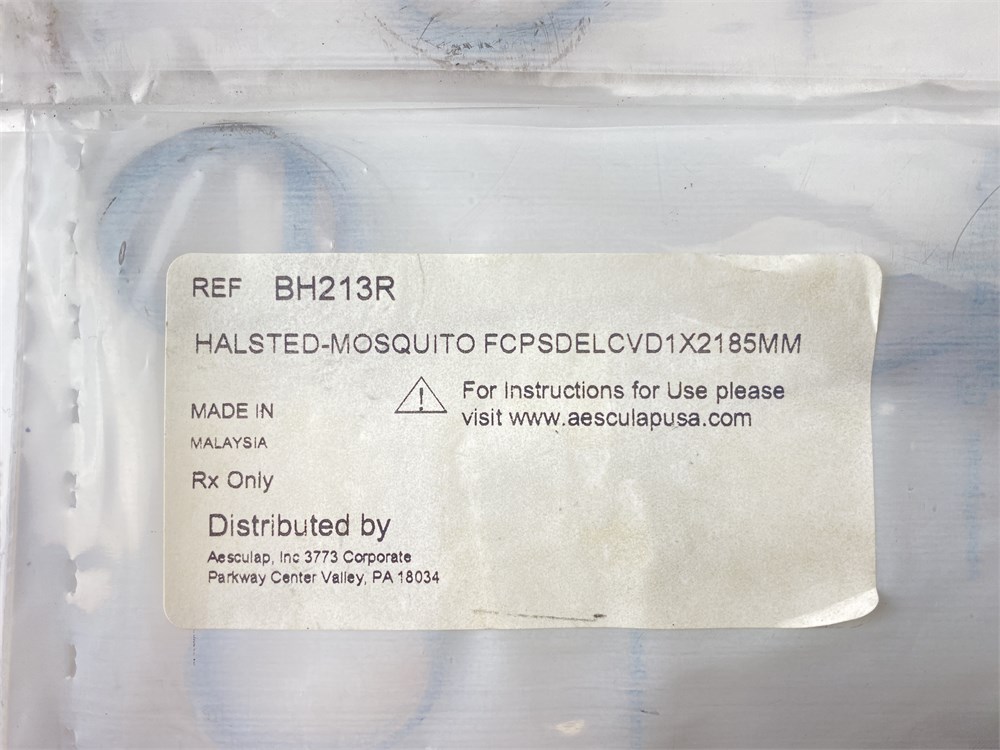 REF BH213R
HALSTED-MOSQUITO FCPSDELCVD1X2185MM
For Instructions for Use please
visit www.aesculapusa.com
MADE IN
MALAYSIA
Rx Only
Distributed by
Aesculap, Inc 3773 Corporate
Parkway Center Valley, PA 18034